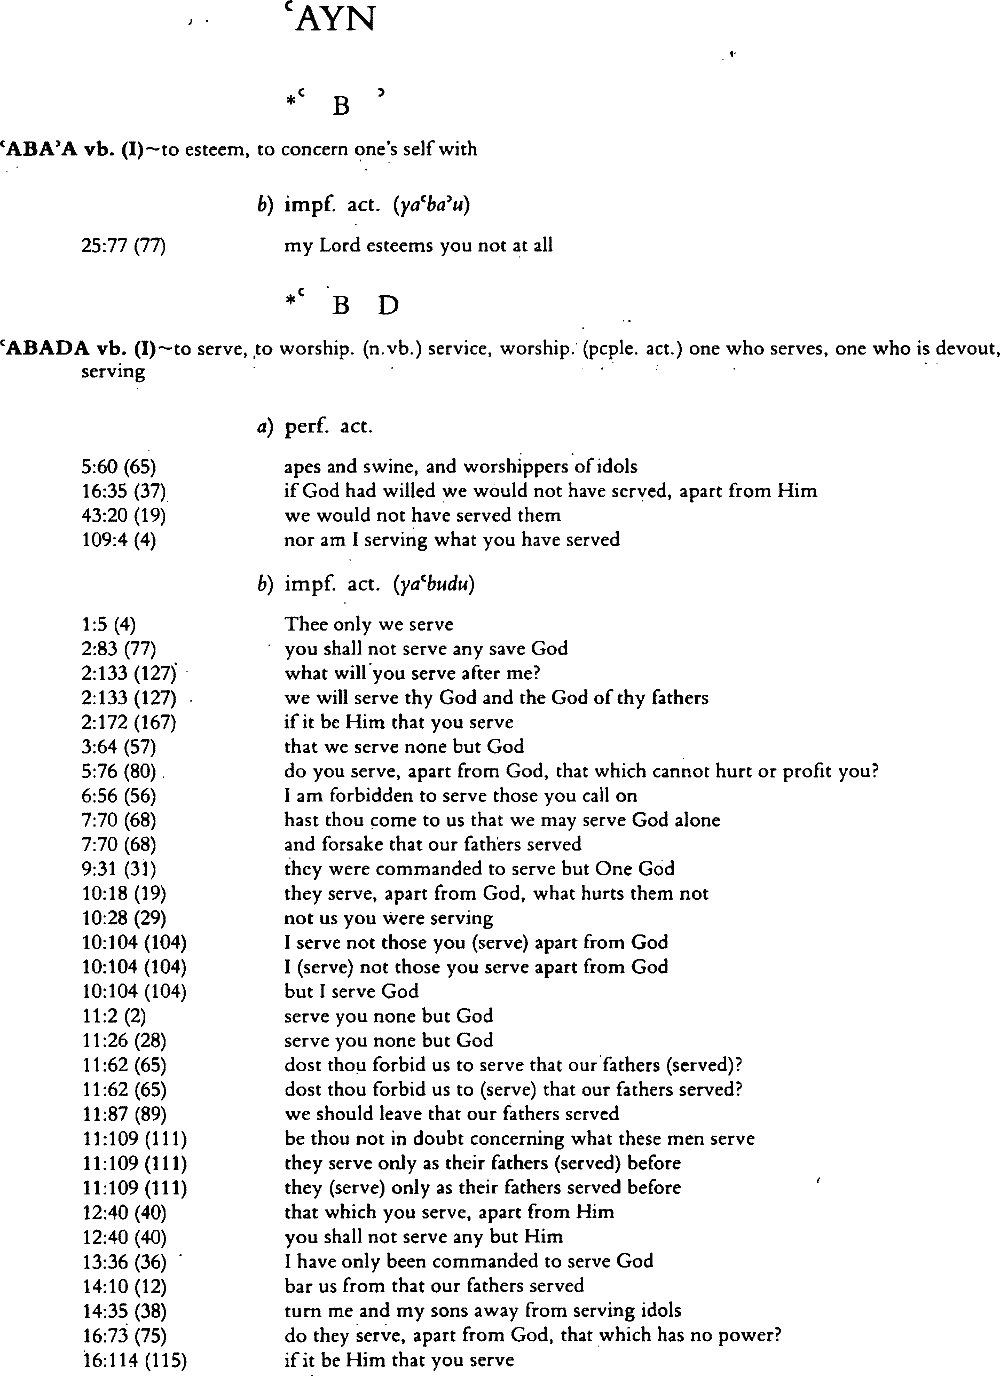 ʿAYN
*ʿ B ʾ
ʿABAʾA vb. (I)~to esteem, to concern one's self with
b) impf. act. (yaʿbaʾu)
25:77 (77) my Lord esteems you not at all
*ʿ B D
ʿABADA vb. (I)~to serve, to worship. (n.vb.) service, worship. (pcple. act.) one who serves, one who is devout,
serving
a) perf. act.
5:60 (65) apes and swine, and worshippers of idols
16:35 (37) if God had willed we would not have served, apart from Him
43:20 (19) we would not have served them
109:4 (4) nor am I serving what you have served
b) impf. act. (yaʿbudu)
1:5 (4) Thee only we serve
2:83 (77) you shall not serve any save God
2:133 (127) what will you serve after me?
2:133 (127) we will serve thy God and the God of thy fathers
2:172 (167) if it be Him that you serve
3:64 (57) that we serve none but God
5:76 (80) do you serve, apart from God, that which cannot hurt or profit you?
6:56 (56) I am forbidden to serve those you call on
7:70 (68) hast thou come to us that we may serve God alone
7:70 (68) and forsake that our fathers served
9:31 (31) they were commanded to serve but One God
10:18 (19) they serve, apart from God, what hurts them not
10:28 (29) not us you were serving
10:104 (104) I serve not those you (serve) apart from God
10:104 (104) I (serve) not those you serve apart from God
10:104 (104) but I serve God
11:2 (2) serve you none but God
11:26 (28) serve you none but God
11:62 (65) dost thou forbid us to serve that our fathers (served)?
11:62 (65) dost thou forbid us to (serve) that our fathers served?
11:87 (89) we should leave that our fathers served
11:109 (111) be thou not in doubt concerning what these men serve
11:109 (111) they serve only as their fathers (served) before
11:109 (111) they (serve) only as their fathers served before
12:40 (40) that which you serve, apart from Him
12:40 (40) you shall not serve any but Him
13:36 (36) I have only been commanded to serve God
14:10 (12) bar us from that our fathers served
14:35 (38) turn me and my sons away from serving idols
16:73 (75) do they serve, apart from God, that which has no power?
16:114 (115) if it be Him that you serve